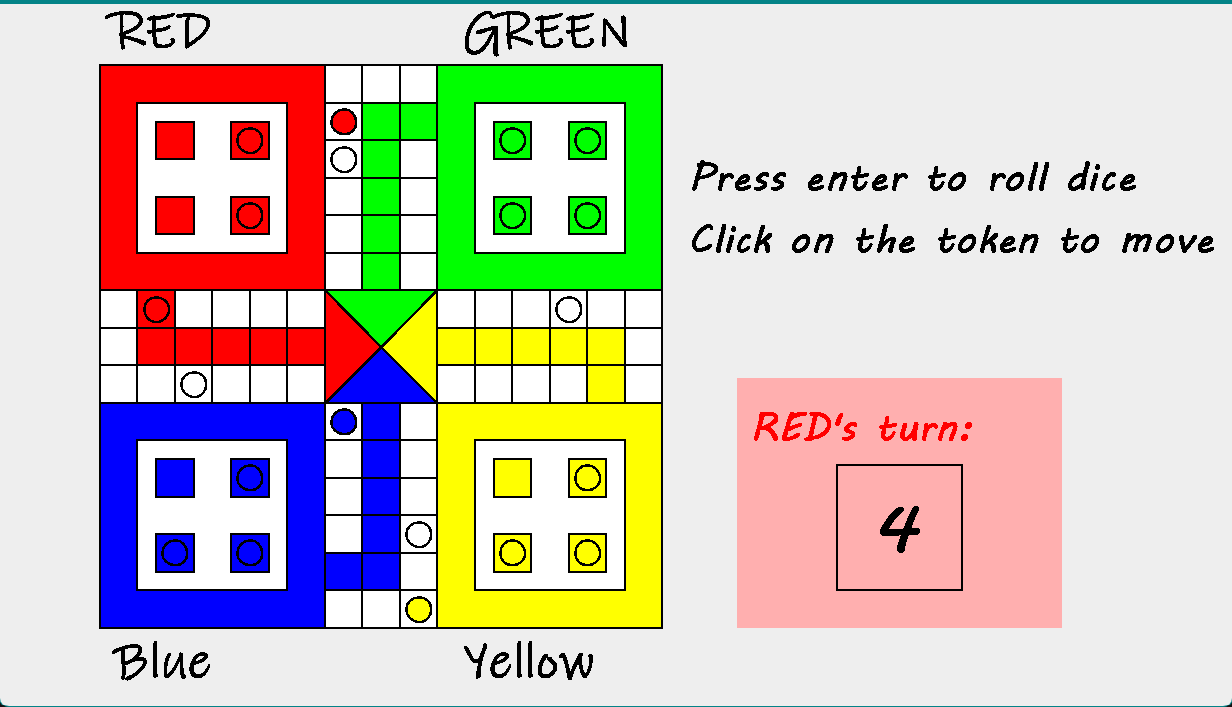 RED
GREEN
Press enter to roll dice
Click on the token to move
RED's turn:
4
Blue
Yellow